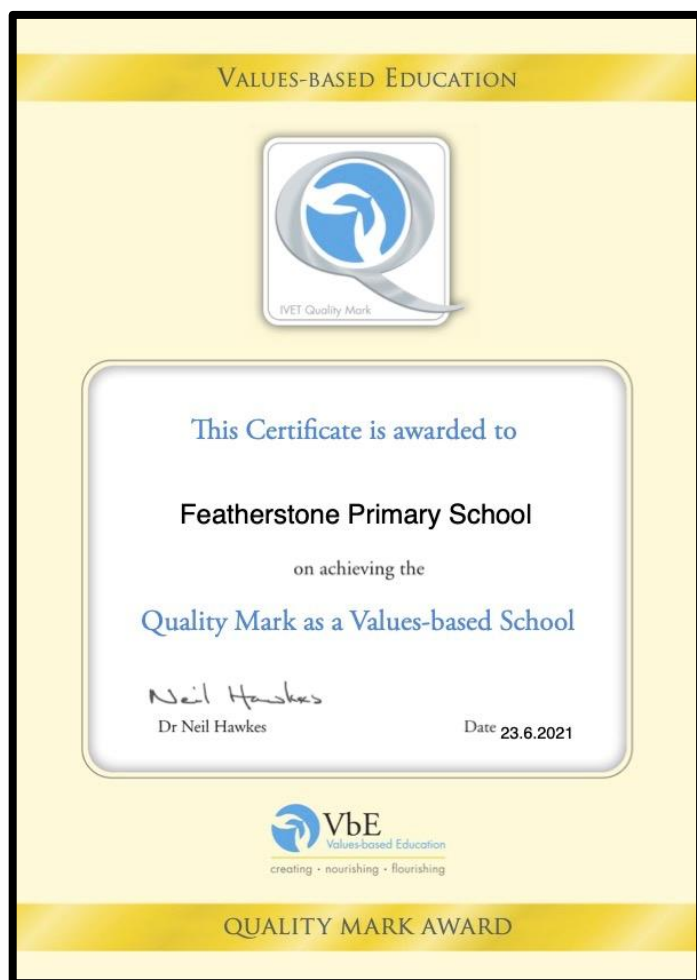 VALUES-BASED EDUCATION
IVET Quality Mark
This Certificate is awarded to
Featherstone Primary School
on achieving the
Quality Mark as a Values-based School
Neil Hawkes
Dr Neil Hawkes
Date 23.6.2021
VbE
Values-based Education
creating • nourishing • flourishing
QUALITY MARK AWARD